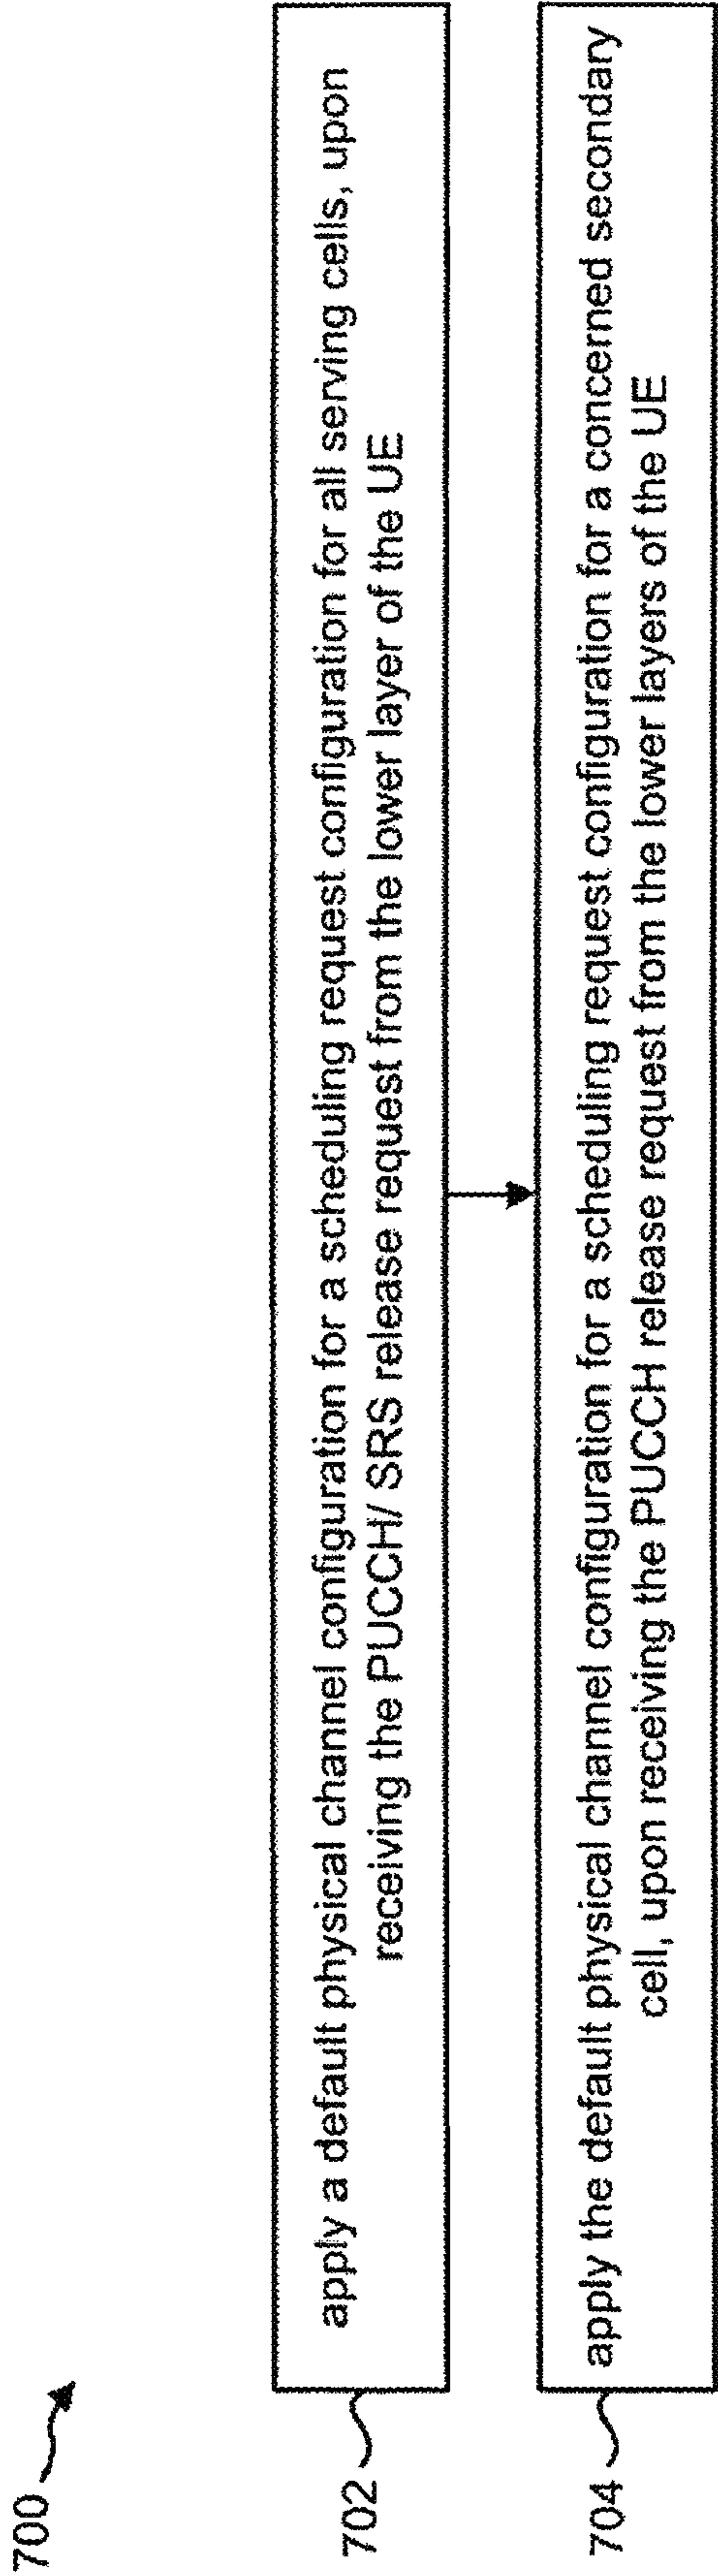 700
702
apply a default physical channel configuration for a scheduling request configuration for all serving cells, upon
receiving the PUCCH/ SRS release request from the lower layer of the UE
704
apply the default physical channel configuration for a scheduling request configuration for a concerned secondary
cell, upon receiving the PUCCH release request from the lower layers of the UE